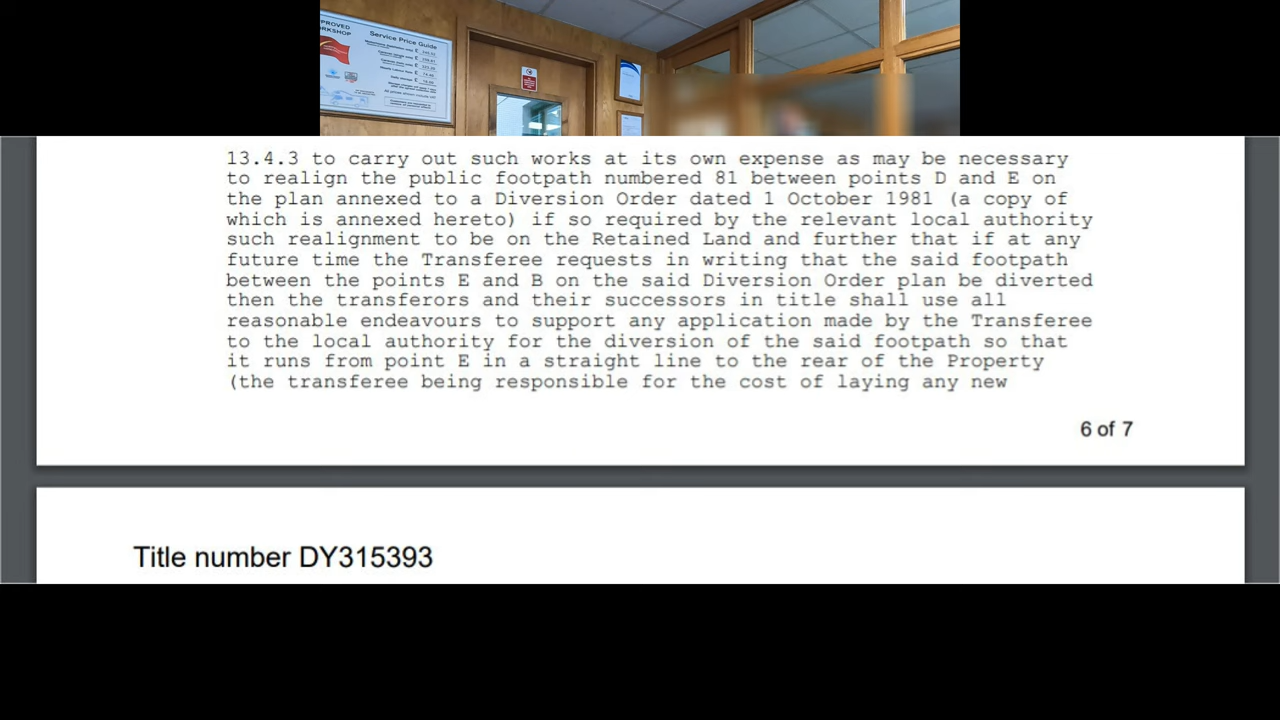 PROVED
RKSHOP
Service Price Guide
13.4.3 to carry out such works at its own expense as may be necessary
to realign the public footpath numbered 81 between points D and E on
the plan annexed to a Diversion Order dated 1 October 1981 (a copy of
which is annexed hereto) if so required by the relevant local authority
such realignment to be on the Retained Land and further that if at any
future time the Transferee requests in writing that the said footpath
between the points E and B on the said Diversion Order plan be diverted
then the transferors and their successors in title shall use all
reasonable endeavours to support any application made by the Transferee
to the local authority for the diversion of the said footpath so that
it runs from point E in a straight line to the rear of the Property
(the transferee being responsible for the cost of laying any new
6 of 7
Title number DY315393